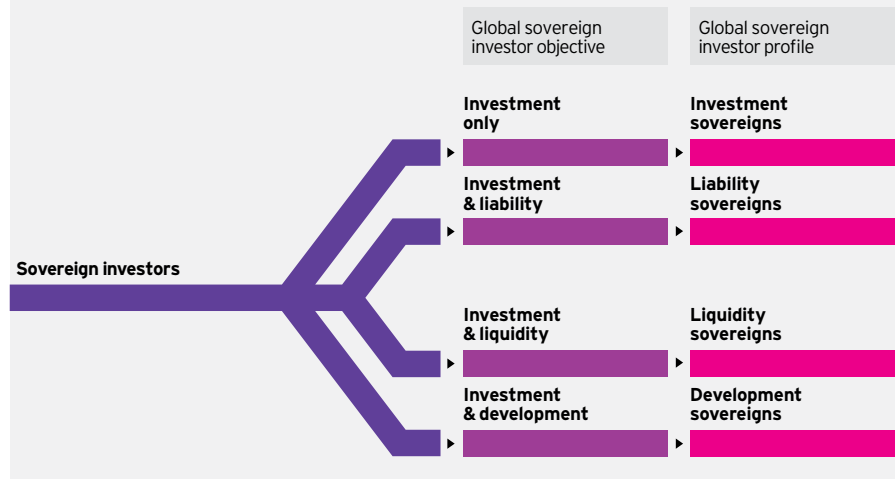 Global sovereign
investor objective
Global sovereign
investor profile
Investment
only
Investment
sovereigns
Investment
& liability
Liability
sovereigns
Sovereign investors
Investment
& liquidity
Liquidity
sovereigns
Investment
& development
Development
sovereigns